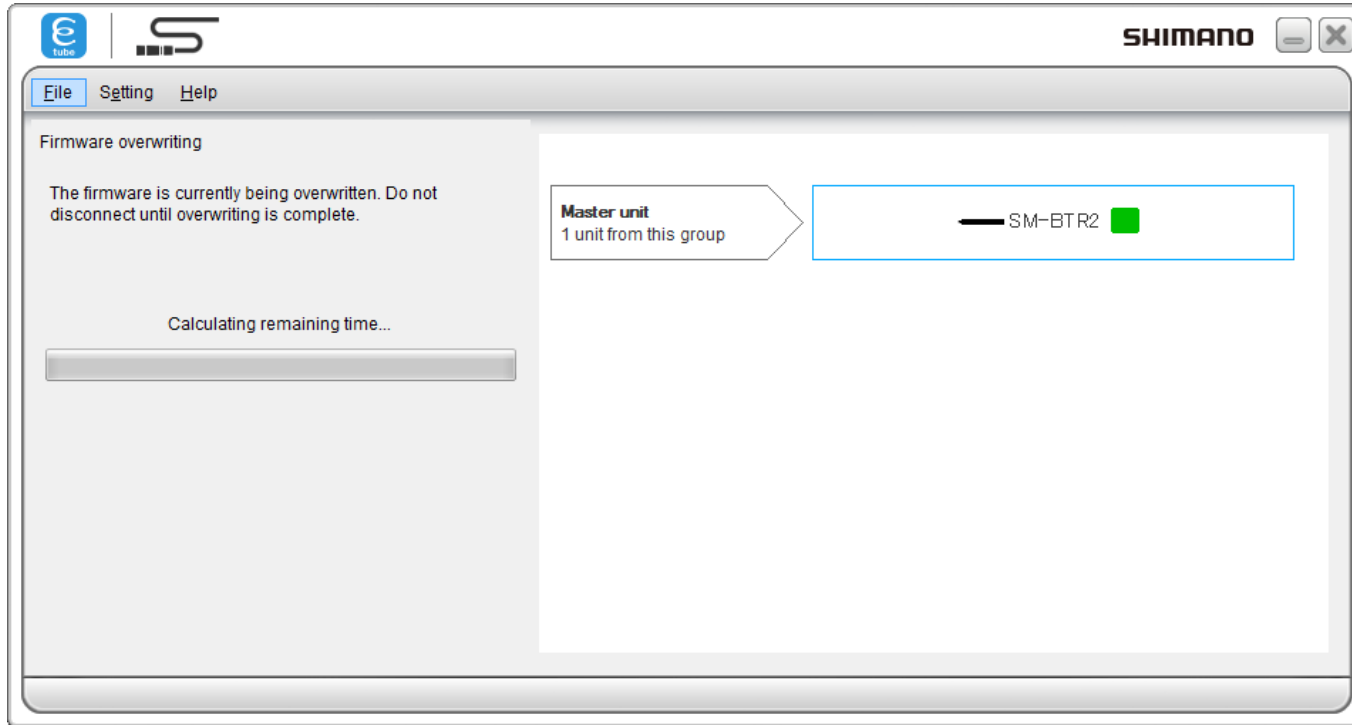 E
tube
SHIMANO
File Setting Help
Firmware overwriting
The firmware is currently being overwritten. Do not
disconnect until overwriting is complete.
Calculating remaining time...
Master unit
1 unit from this group
SM-BTR2